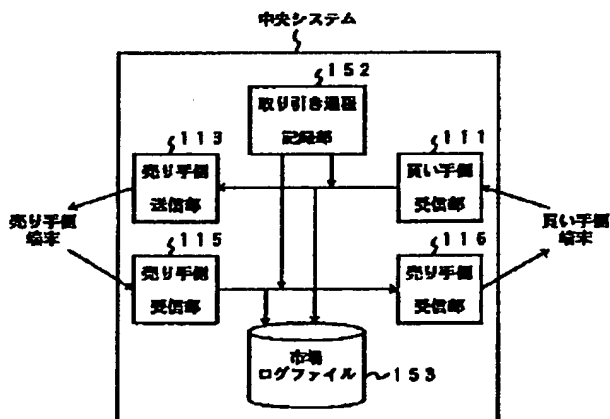 中央システム
152
取り引き過程
記録部
113
売り手側
送信部
111
買い手側
受信部
売り手側
端末
買い手側
端末
115
売り手側
受信部
116
売り手側
受信部
市場
ログファイル
153